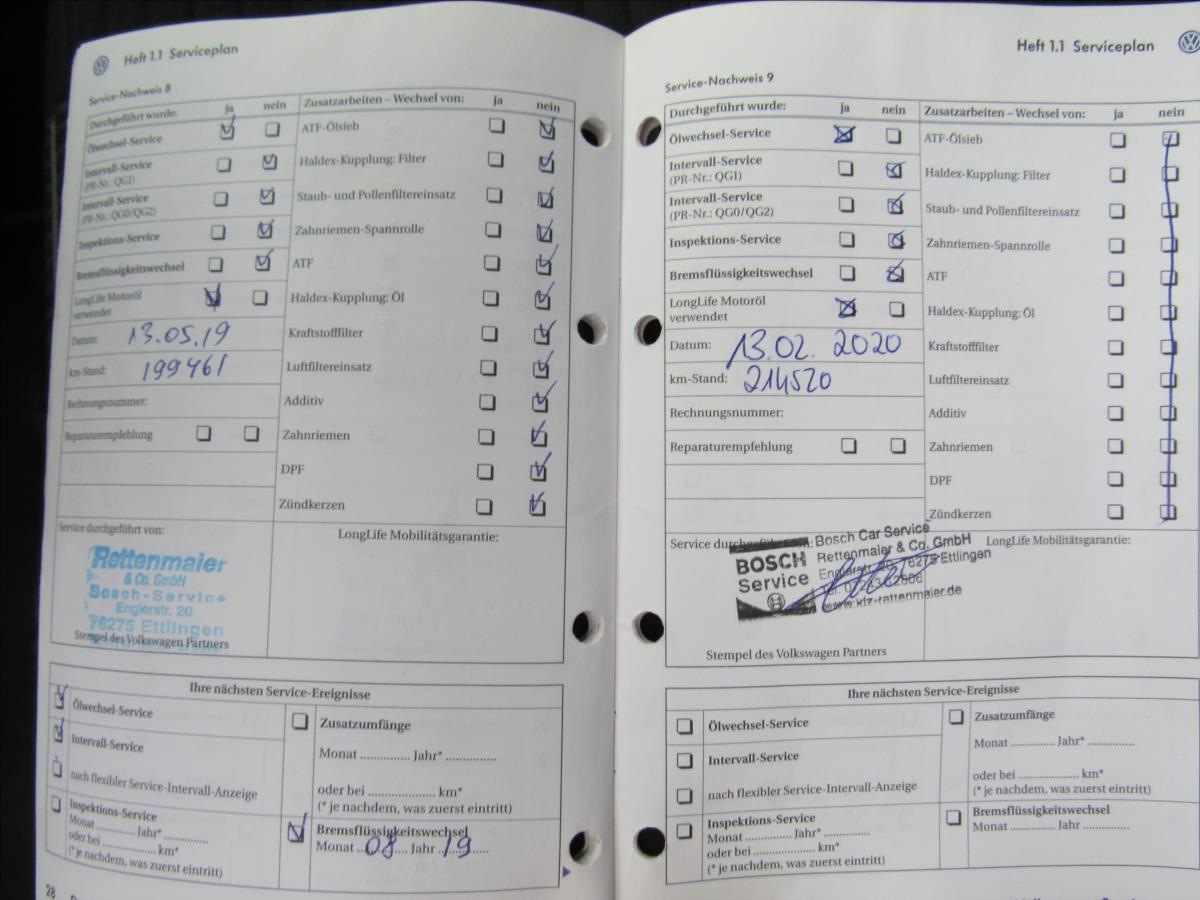 Heft 1.1 Serviceplan
Service-Nachweis 8
Durchgeführt wurde: ja nein Zusatzarbeiten – Wechsel von: ja nein
Ölwechsel-Service ATF-Ölsieb
Intervall-Service
(PR-Nr.: QG1) Haldex-Kupplung: Filter
Intervall-Service
(PR-Nr.: QG0/QG2) Staub- und Pollenfiltereinsatz
Inspektions-Service Zahnriemen-Spannrolle
Bremsflüssigkeitswechsel ATF
LongLife Motoröl
verwendet Haldex-Kupplung: Öl
Datum: 13.05.19 Kraftstofffilter
km-Stand: 199461 Luftfiltereinsatz
Rechnungsnummer: Additiv
Reparaturempfehlung Zahnriemen
DPF
Zündkerzen
Service durchgeführt von: LongLife Mobilitätsgarantie:
Rettenmaier
& Co. GmbH
Bosch-Service
Englerstr. 20
76275 Ettlingen
Stempel des Volkswagen Partners
Ihre nächsten Service-Ereignisse
Ölwechsel-Service Zusatzumfänge
Intervall-Service Monat ............... Jahr* ...............
nach flexibler Service-Intervall-Anzeige oder bei .................... km*
(* je nachdem, was zuerst eintritt)
Inspektions-Service Bremsflüssigkeitswechsel
Monat ............ Jahr* ............ Monat 08 Jahr 19
oder bei ................ km*
(* je nachdem, was zuerst eintritt)
28
Heft 1.1 Serviceplan
Service-Nachweis 9
Durchgeführt wurde: ja nein Zusatzarbeiten – Wechsel von: ja nein
Ölwechsel-Service ATF-Ölsieb
Intervall-Service
(PR-Nr.: QG1) Haldex-Kupplung: Filter
Intervall-Service
(PR-Nr.: QG0/QG2) Staub- und Pollenfiltereinsatz
Inspektions-Service Zahnriemen-Spannrolle
Bremsflüssigkeitswechsel ATF
LongLife Motoröl
verwendet Haldex-Kupplung: Öl
Datum: 13.02. 2020 Kraftstofffilter
km-Stand: 214520 Luftfiltereinsatz
Rechnungsnummer: Additiv
Reparaturempfehlung Zahnriemen
DPF
Zündkerzen
Service LongLife Mobilitätsgarantie:
BOSCH
Service
Bosch Car Service
Rettenmaier & Co. GmbH
Englerstr. 20, 76275 Ettlingen
www.kfz-rettenmaier.de
Stempel des Volkswagen Partners
Ihre nächsten Service-Ereignisse
Ölwechsel-Service Zusatzumfänge
Intervall-Service Monat ............... Jahr* ...............
nach flexibler Service-Intervall-Anzeige oder bei .................... km*
(* je nachdem, was zuerst eintritt)
Inspektions-Service Bremsflüssigkeitswechsel
Monat ............ Jahr* ............ Monat ............... Jahr ...............
oder bei ................ km*
(* je nachdem, was zuerst eintritt)